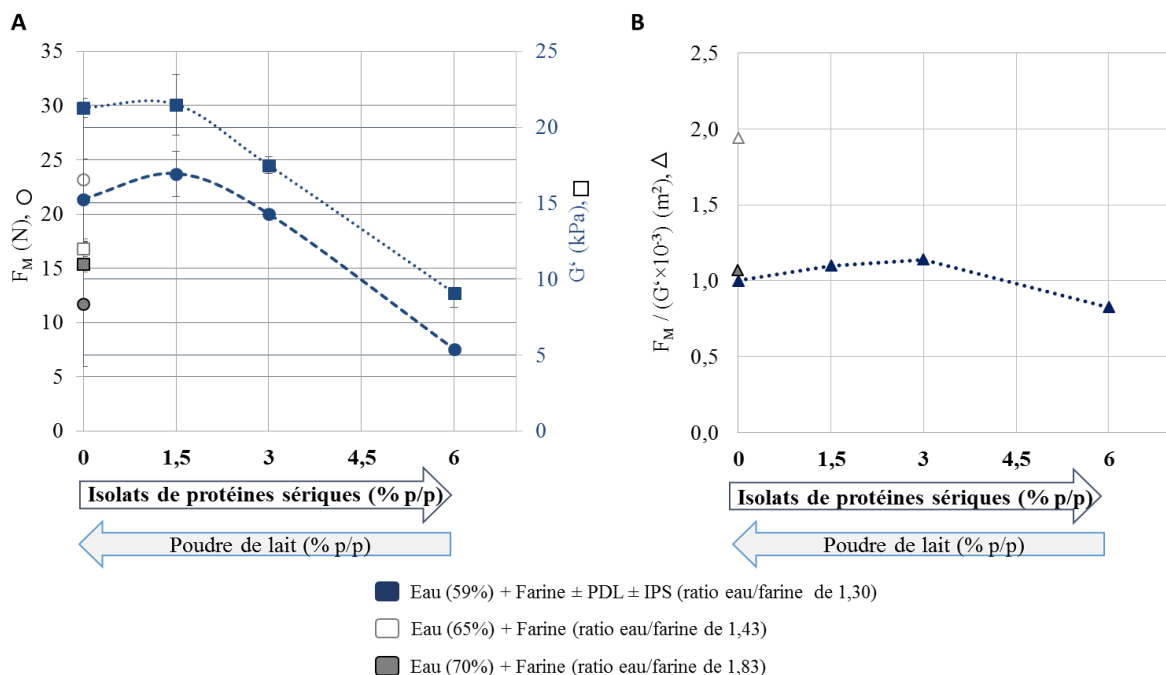 A
B
35
30
25
20
15
10
5
0
F_M (N), ○
25
20
15
10
5
0
G‘ (kPa), □
0
1,5
3
4,5
6
Isolats de protéines sériques (% p/p)
Poudre de lait (% p/p)
2,5
2,0
1,5
1,0
0,5
0,0
F_M / (G‘×10⁻³) (m²), △
0
1,5
3
4,5
6
Isolats de protéines sériques (% p/p)
Poudre de lait (% p/p)
Eau (59%) + Farine ± PDL ± IPS (ratio eau/farine de 1,30)
Eau (65%) + Farine (ratio eau/farine de 1,43)
Eau (70%) + Farine (ratio eau/farine de 1,83)